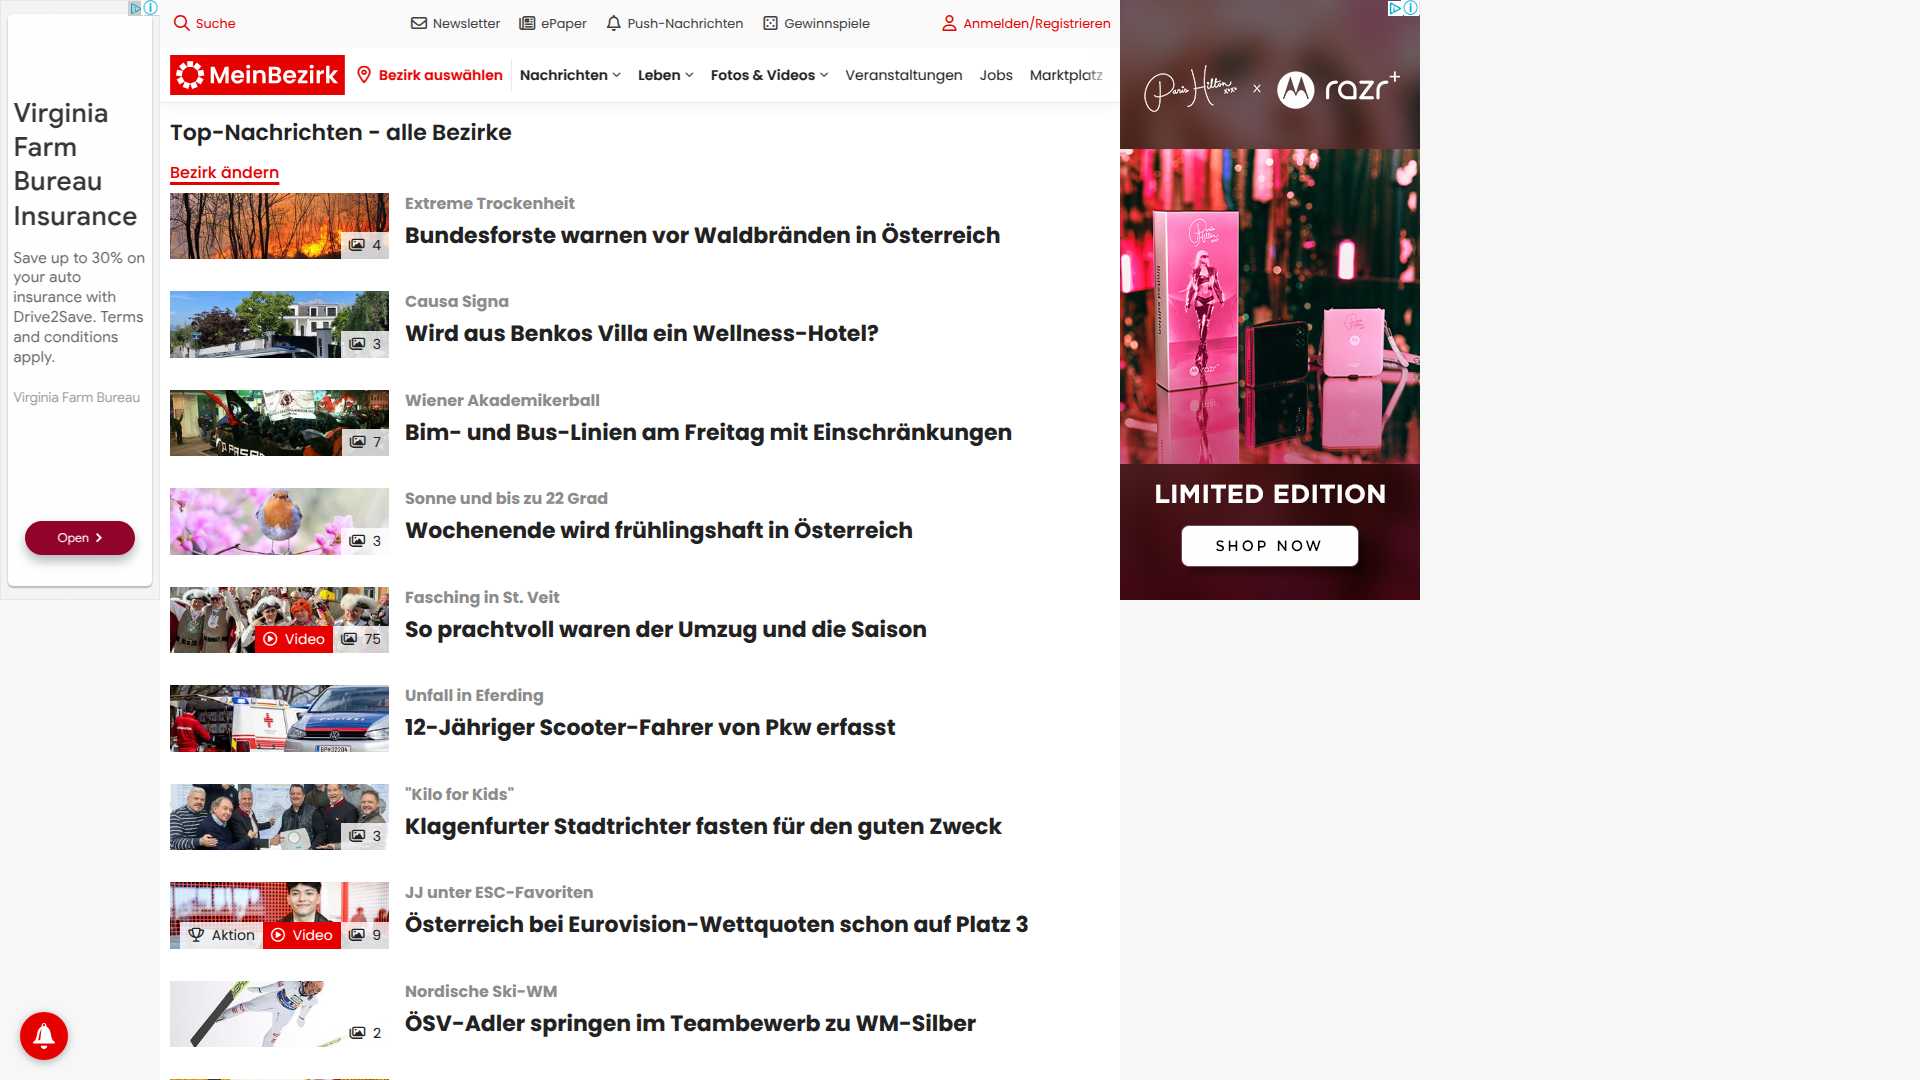 Suche
Newsletter
ePaper
Push-Nachrichten
Gewinnspiele
Anmelden/Registrieren
MeinBezirk
Bezirk auswählen
Nachrichten
Leben
Fotos & Videos
Veranstaltungen
Jobs
Marktplatz
Virginia
Farm
Bureau
Insurance
Save up to 30% on
your auto
insurance with
Drive2Save. Terms
and conditions
apply.
Virginia Farm Bureau
Open
Top-Nachrichten - alle Bezirke
Bezirk ändern
4
Extreme Trockenheit
Bundesforste warnen vor Waldbränden in Österreich
3
Causa Signa
Wird aus Benkos Villa ein Wellness-Hotel?
7
Wiener Akademikerball
Bim- und Bus-Linien am Freitag mit Einschränkungen
3
Sonne und bis zu 22 Grad
Wochenende wird frühlingshaft in Österreich
Video
75
Fasching in St. Veit
So prachtvoll waren der Umzug und die Saison
Unfall in Eferding
12-Jähriger Scooter-Fahrer von Pkw erfasst
3
"Kilo for Kids"
Klagenfurter Stadtrichter fasten für den guten Zweck
Aktion
Video
9
JJ unter ESC-Favoriten
Österreich bei Eurovision-Wettquoten schon auf Platz 3
2
Nordische Ski-WM
ÖSV-Adler springen im Teambewerb zu WM-Silber
Paris Hilton x razr+
LIMITED EDITION
SHOP NOW